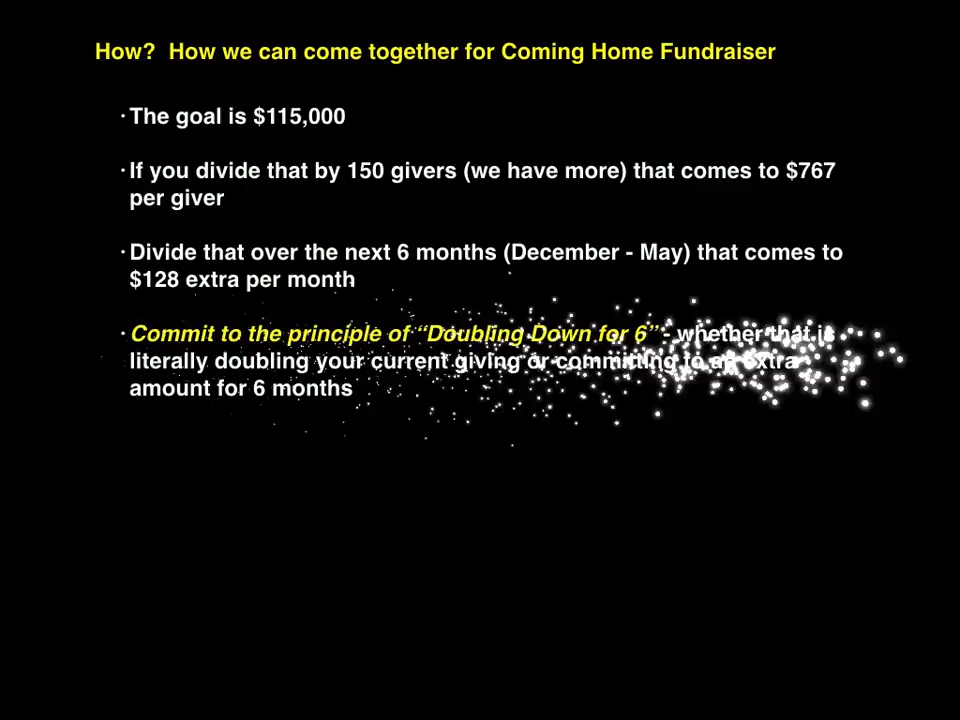 How?  How we can come together for Coming Home Fundraiser
· The goal is $115,000
· If you divide that by 150 givers (we have more) that comes to $767
per giver
· Divide that over the next 6 months (December - May) that comes to
$128 extra per month
· Commit to the principle of “Doubling Down for 6” - whether that is
literally doubling your current giving or committing to an extra
amount for 6 months